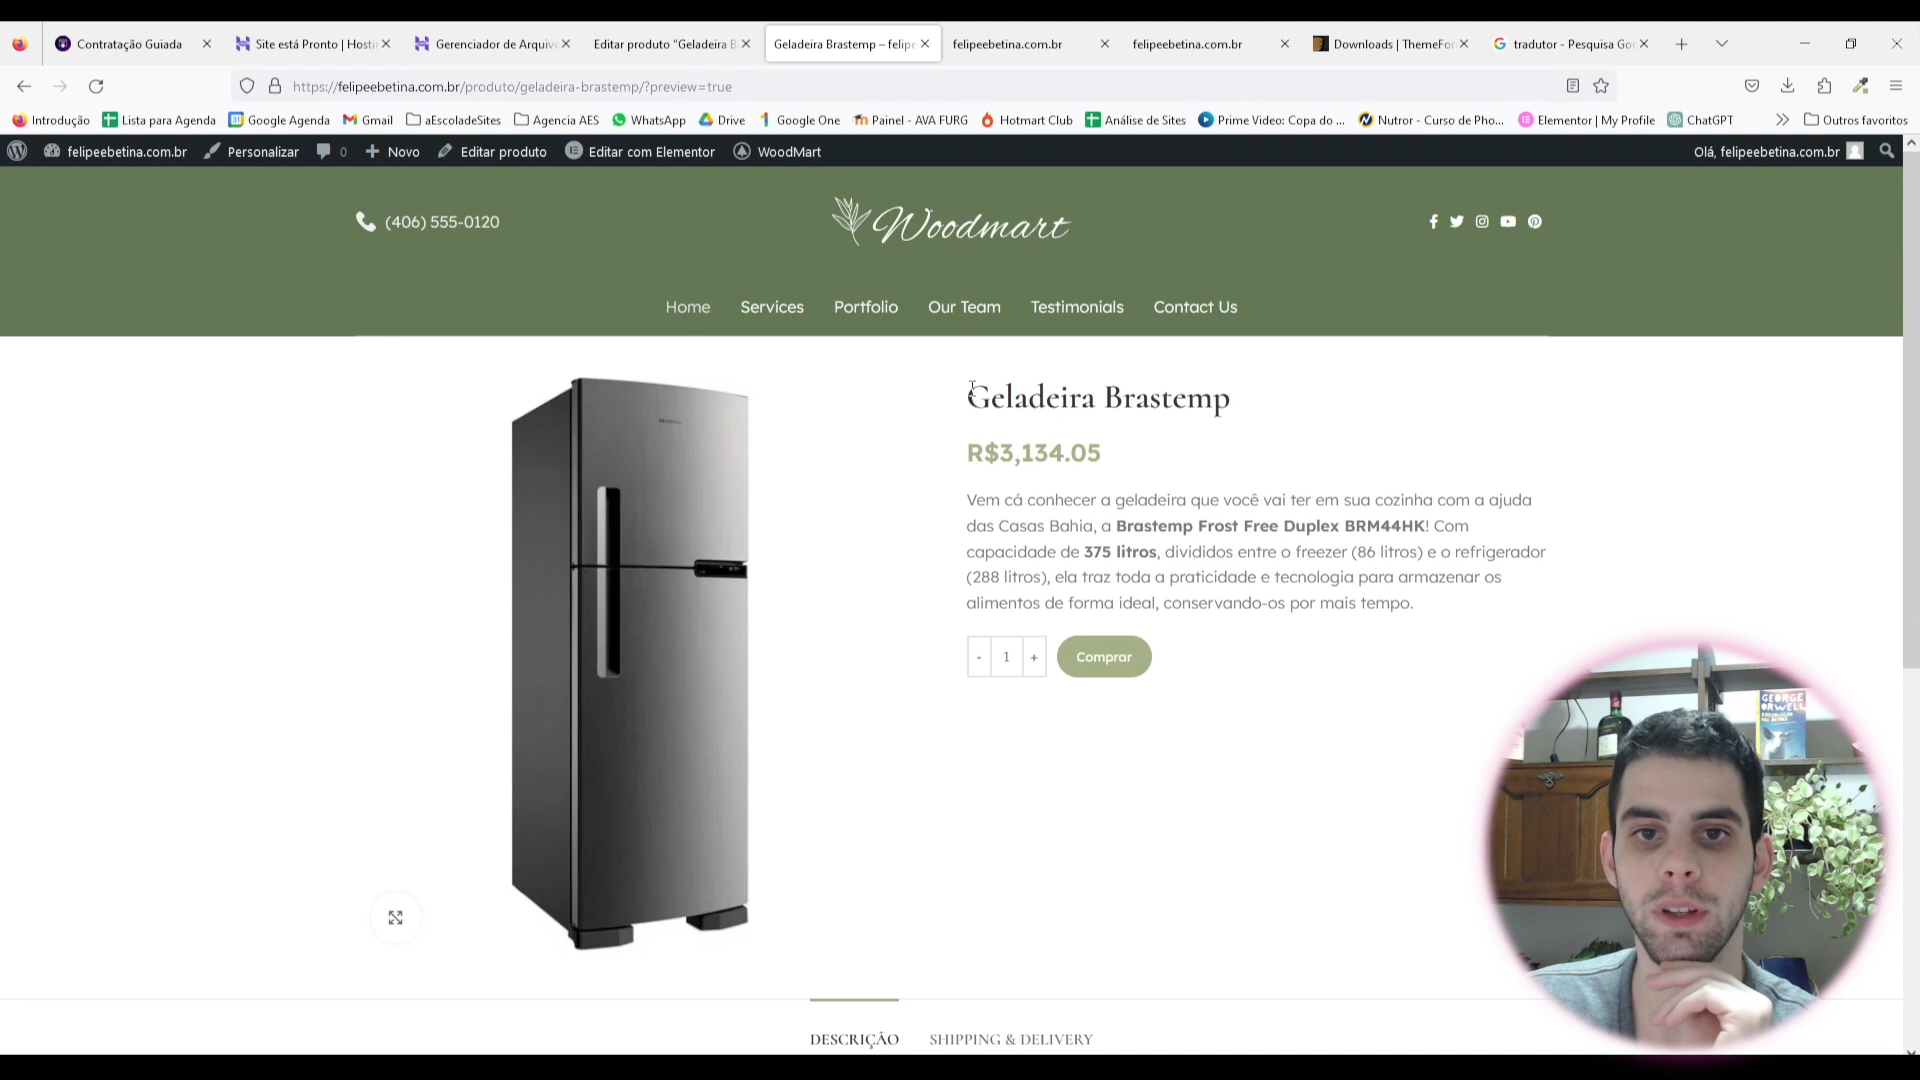 Contratação Guiada
Site está Pronto | Hosti
Gerenciador de Arquivo
Editar produto "Geladeira B
Geladeira Brastemp – felipe
felipeebetina.com.br
felipeebetina.com.br
Downloads | ThemeFor
tradutor - Pesquisa Goo
https://felipeebetina.com.br/produto/geladeira-brastemp/?preview=true
Introdução
Lista para Agenda
Google Agenda
Gmail
aEscoladeSites
Agencia AES
WhatsApp
Drive
Google One
Painel - AVA FURG
Hotmart Club
Análise de Sites
Prime Video: Copa do ...
Nutror - Curso de Pho...
Elementor | My Profile
ChatGPT
Outros favoritos
felipeebetina.com.br
Personalizar
0
Novo
Editar produto
Editar com Elementor
WoodMart
Olá, felipeebetina.com.br
(406) 555-0120
Woodmart
Home
Services
Portfolio
Our Team
Testimonials
Contact Us
Geladeira Brastemp
R$3,134.05
Vem cá conhecer a geladeira que você vai ter em sua cozinha com a ajuda
das Casas Bahia, a Brastemp Frost Free Duplex BRM44HK! Com
capacidade de 375 litros, divididos entre o freezer (86 litros) e o refrigerador
(288 litros), ela traz toda a praticidade e tecnologia para armazenar os
alimentos de forma ideal, conservando-os por mais tempo.
- 1 +
Comprar
GEORGE
ORWELL
DESCRIÇÃO
SHIPPING & DELIVERY